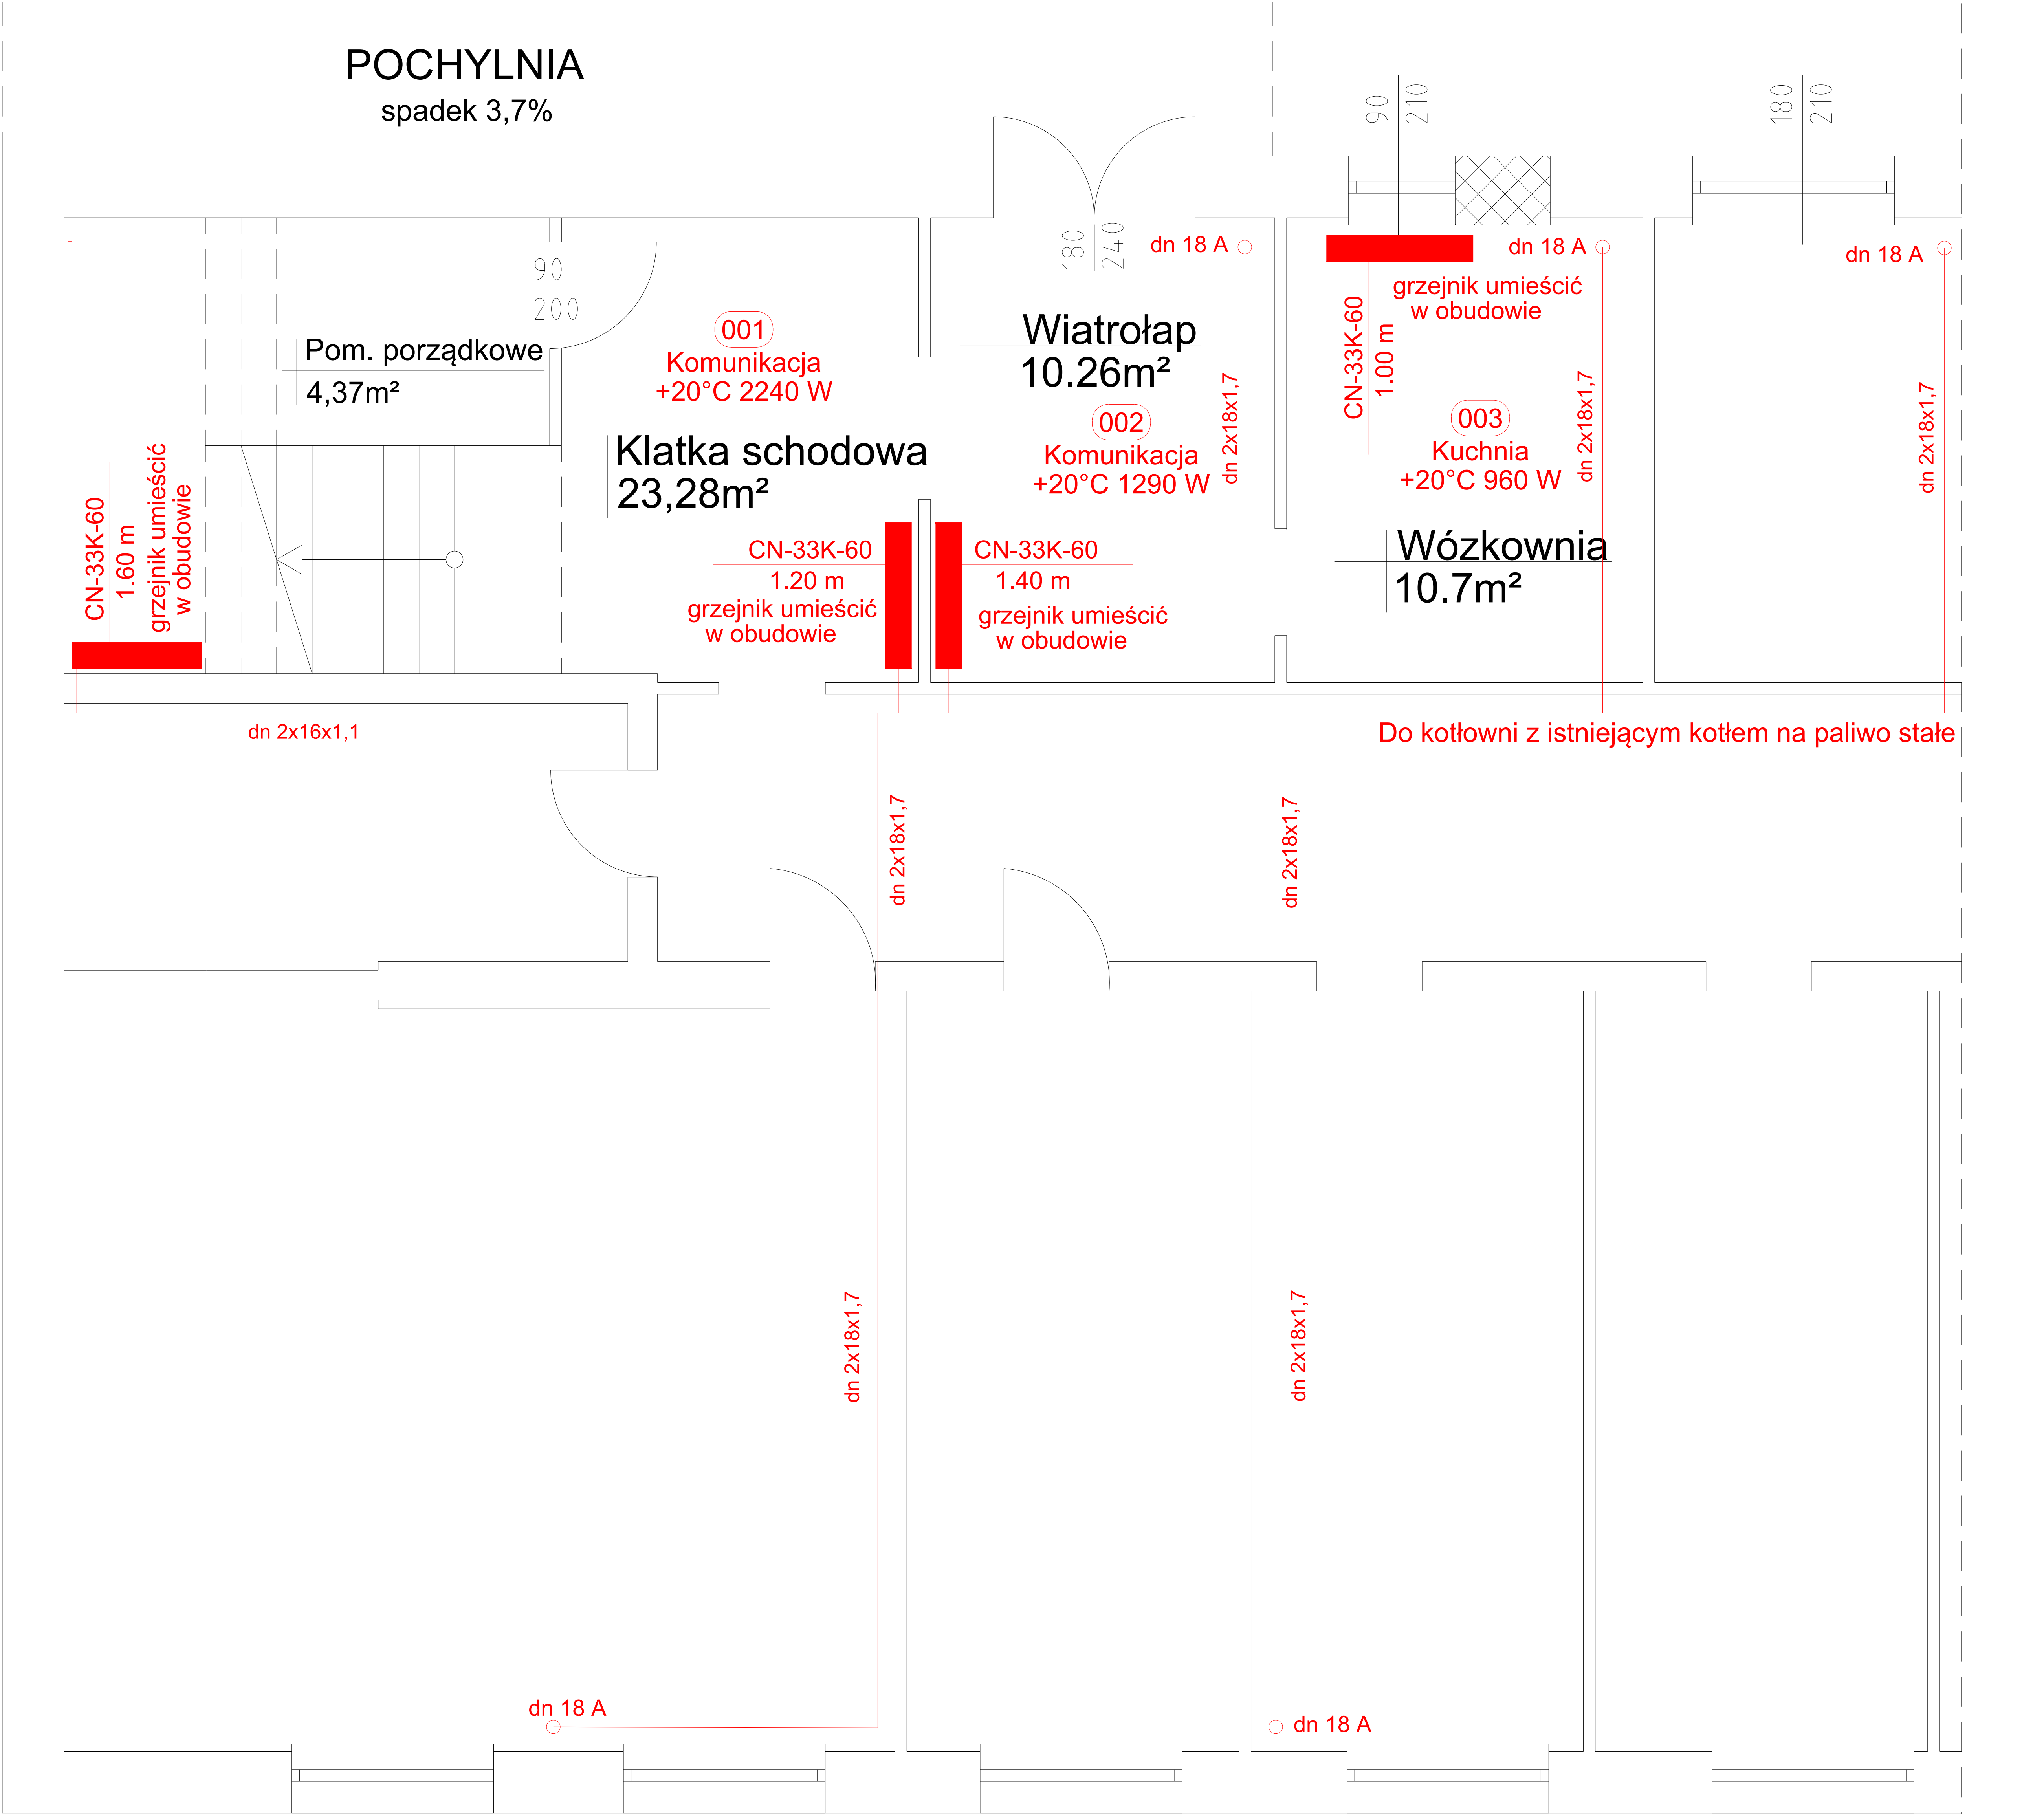 POCHYLNIA
spadek 3,7%
90
210
180
210
90
200
180
240
dn 18 A
dn 18 A
dn 18 A
grzejnik umieścić
w obudowie
CN-33K-60
1.00 m
001
Komunikacja
+20°C 2240 W
Wiatrołap
10.26m²
Pom. porządkowe
4,37m²
002
Komunikacja
+20°C 1290 W
dn 2x18x1,7
003
Kuchnia
+20°C 960 W
dn 2x18x1,7
dn 2x18x1,7
Klatka schodowa
23,28m²
CN-33K-60
1.60 m
grzejnik umieścić
w obudowie
CN-33K-60
1.20 m
grzejnik umieścić
w obudowie
CN-33K-60
1.40 m
grzejnik umieścić
w obudowie
Wózkownia
10.7m²
dn 2x16x1,1
Do kotłowni z istniejącym kotłem na paliwo stałe
dn 2x18x1,7
dn 2x18x1,7
dn 2x18x1,7
dn 2x18x1,7
dn 18 A
dn 18 A